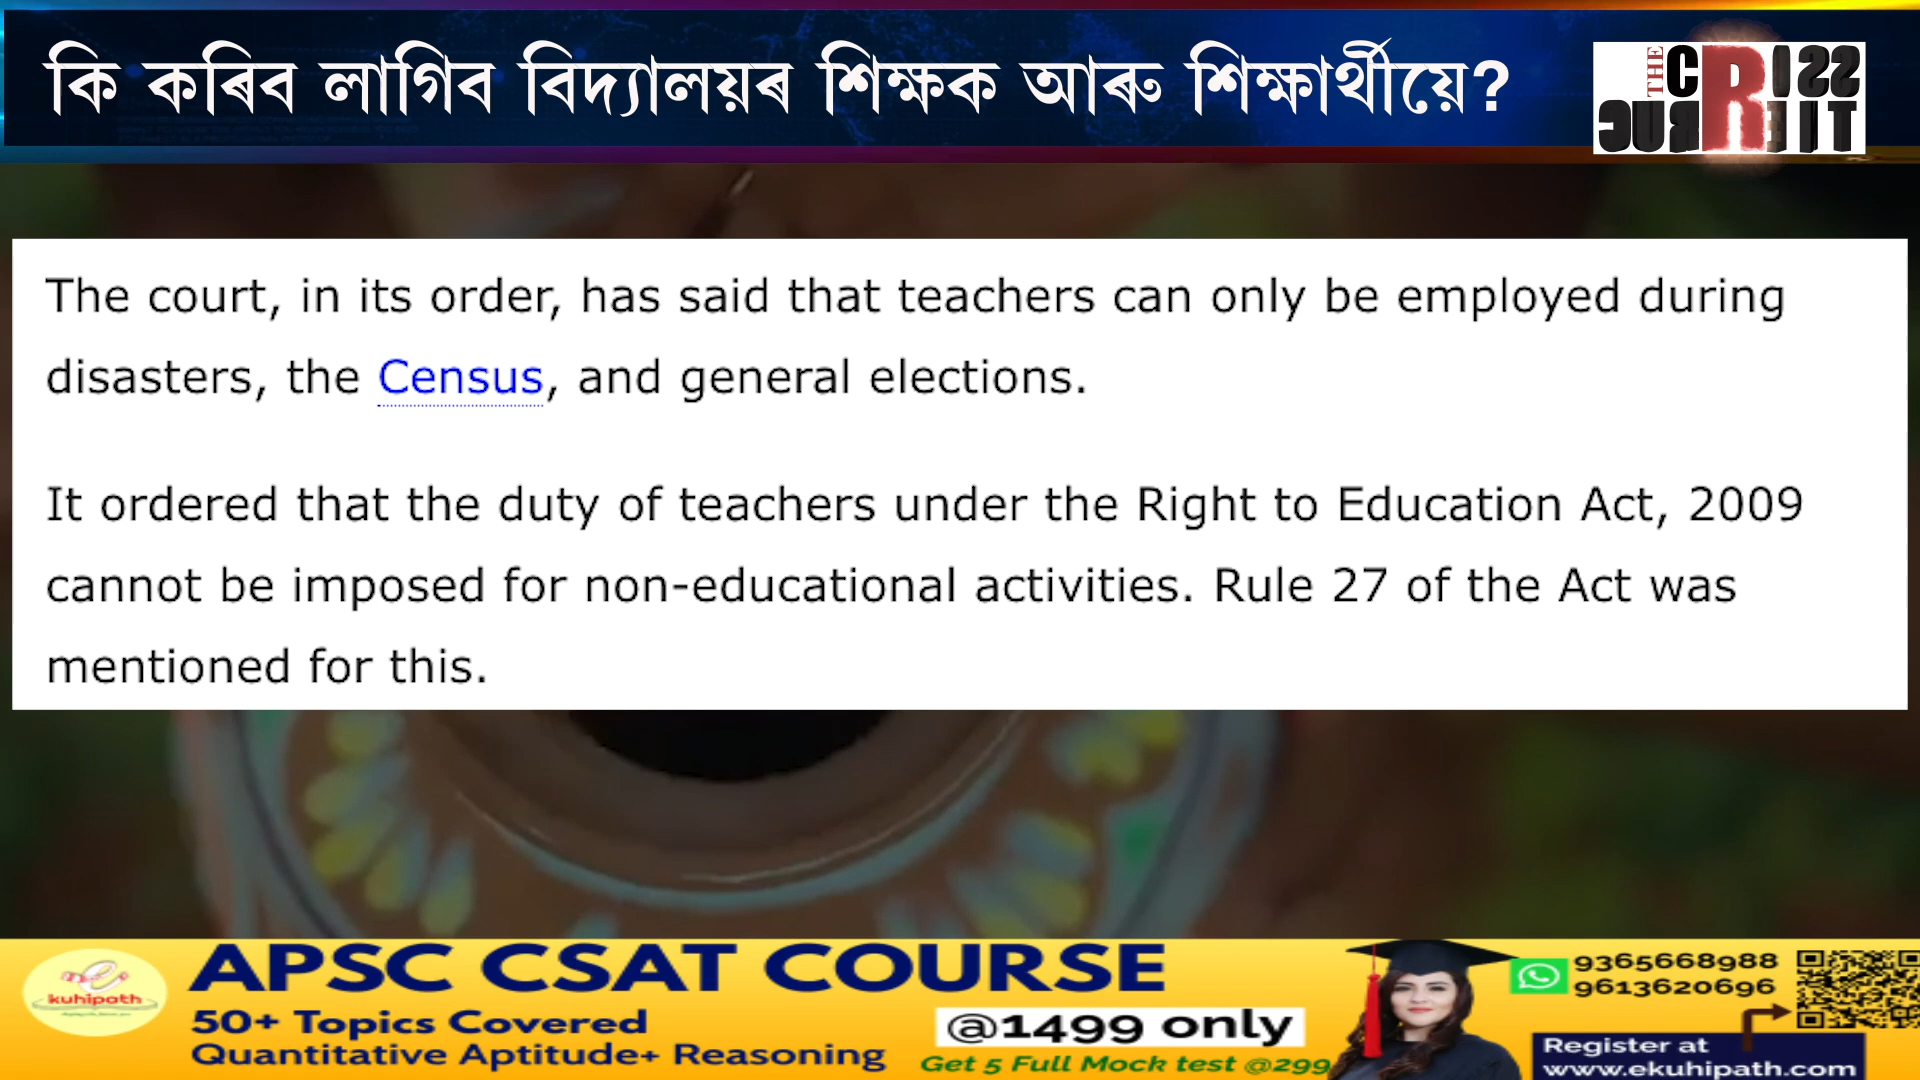 কি কৰিব লাগিব বিদ্যালয়ৰ শিক্ষক আৰু শিক্ষাৰ্থীয়ে?
THE CRISS
CURRENT
The court, in its order, has said that teachers can only be employed during
disasters, the Census, and general elections.
It ordered that the duty of teachers under the Right to Education Act, 2009
cannot be imposed for non-educational activities. Rule 27 of the Act was
mentioned for this.
kuhipath
APSC CSAT COURSE
50+ Topics Covered
Quantitative Aptitude+ Reasoning
@1499 only
Get 5 Full Mock test @299
9365668988
9613620696
Register at
www.ekuhipath.com